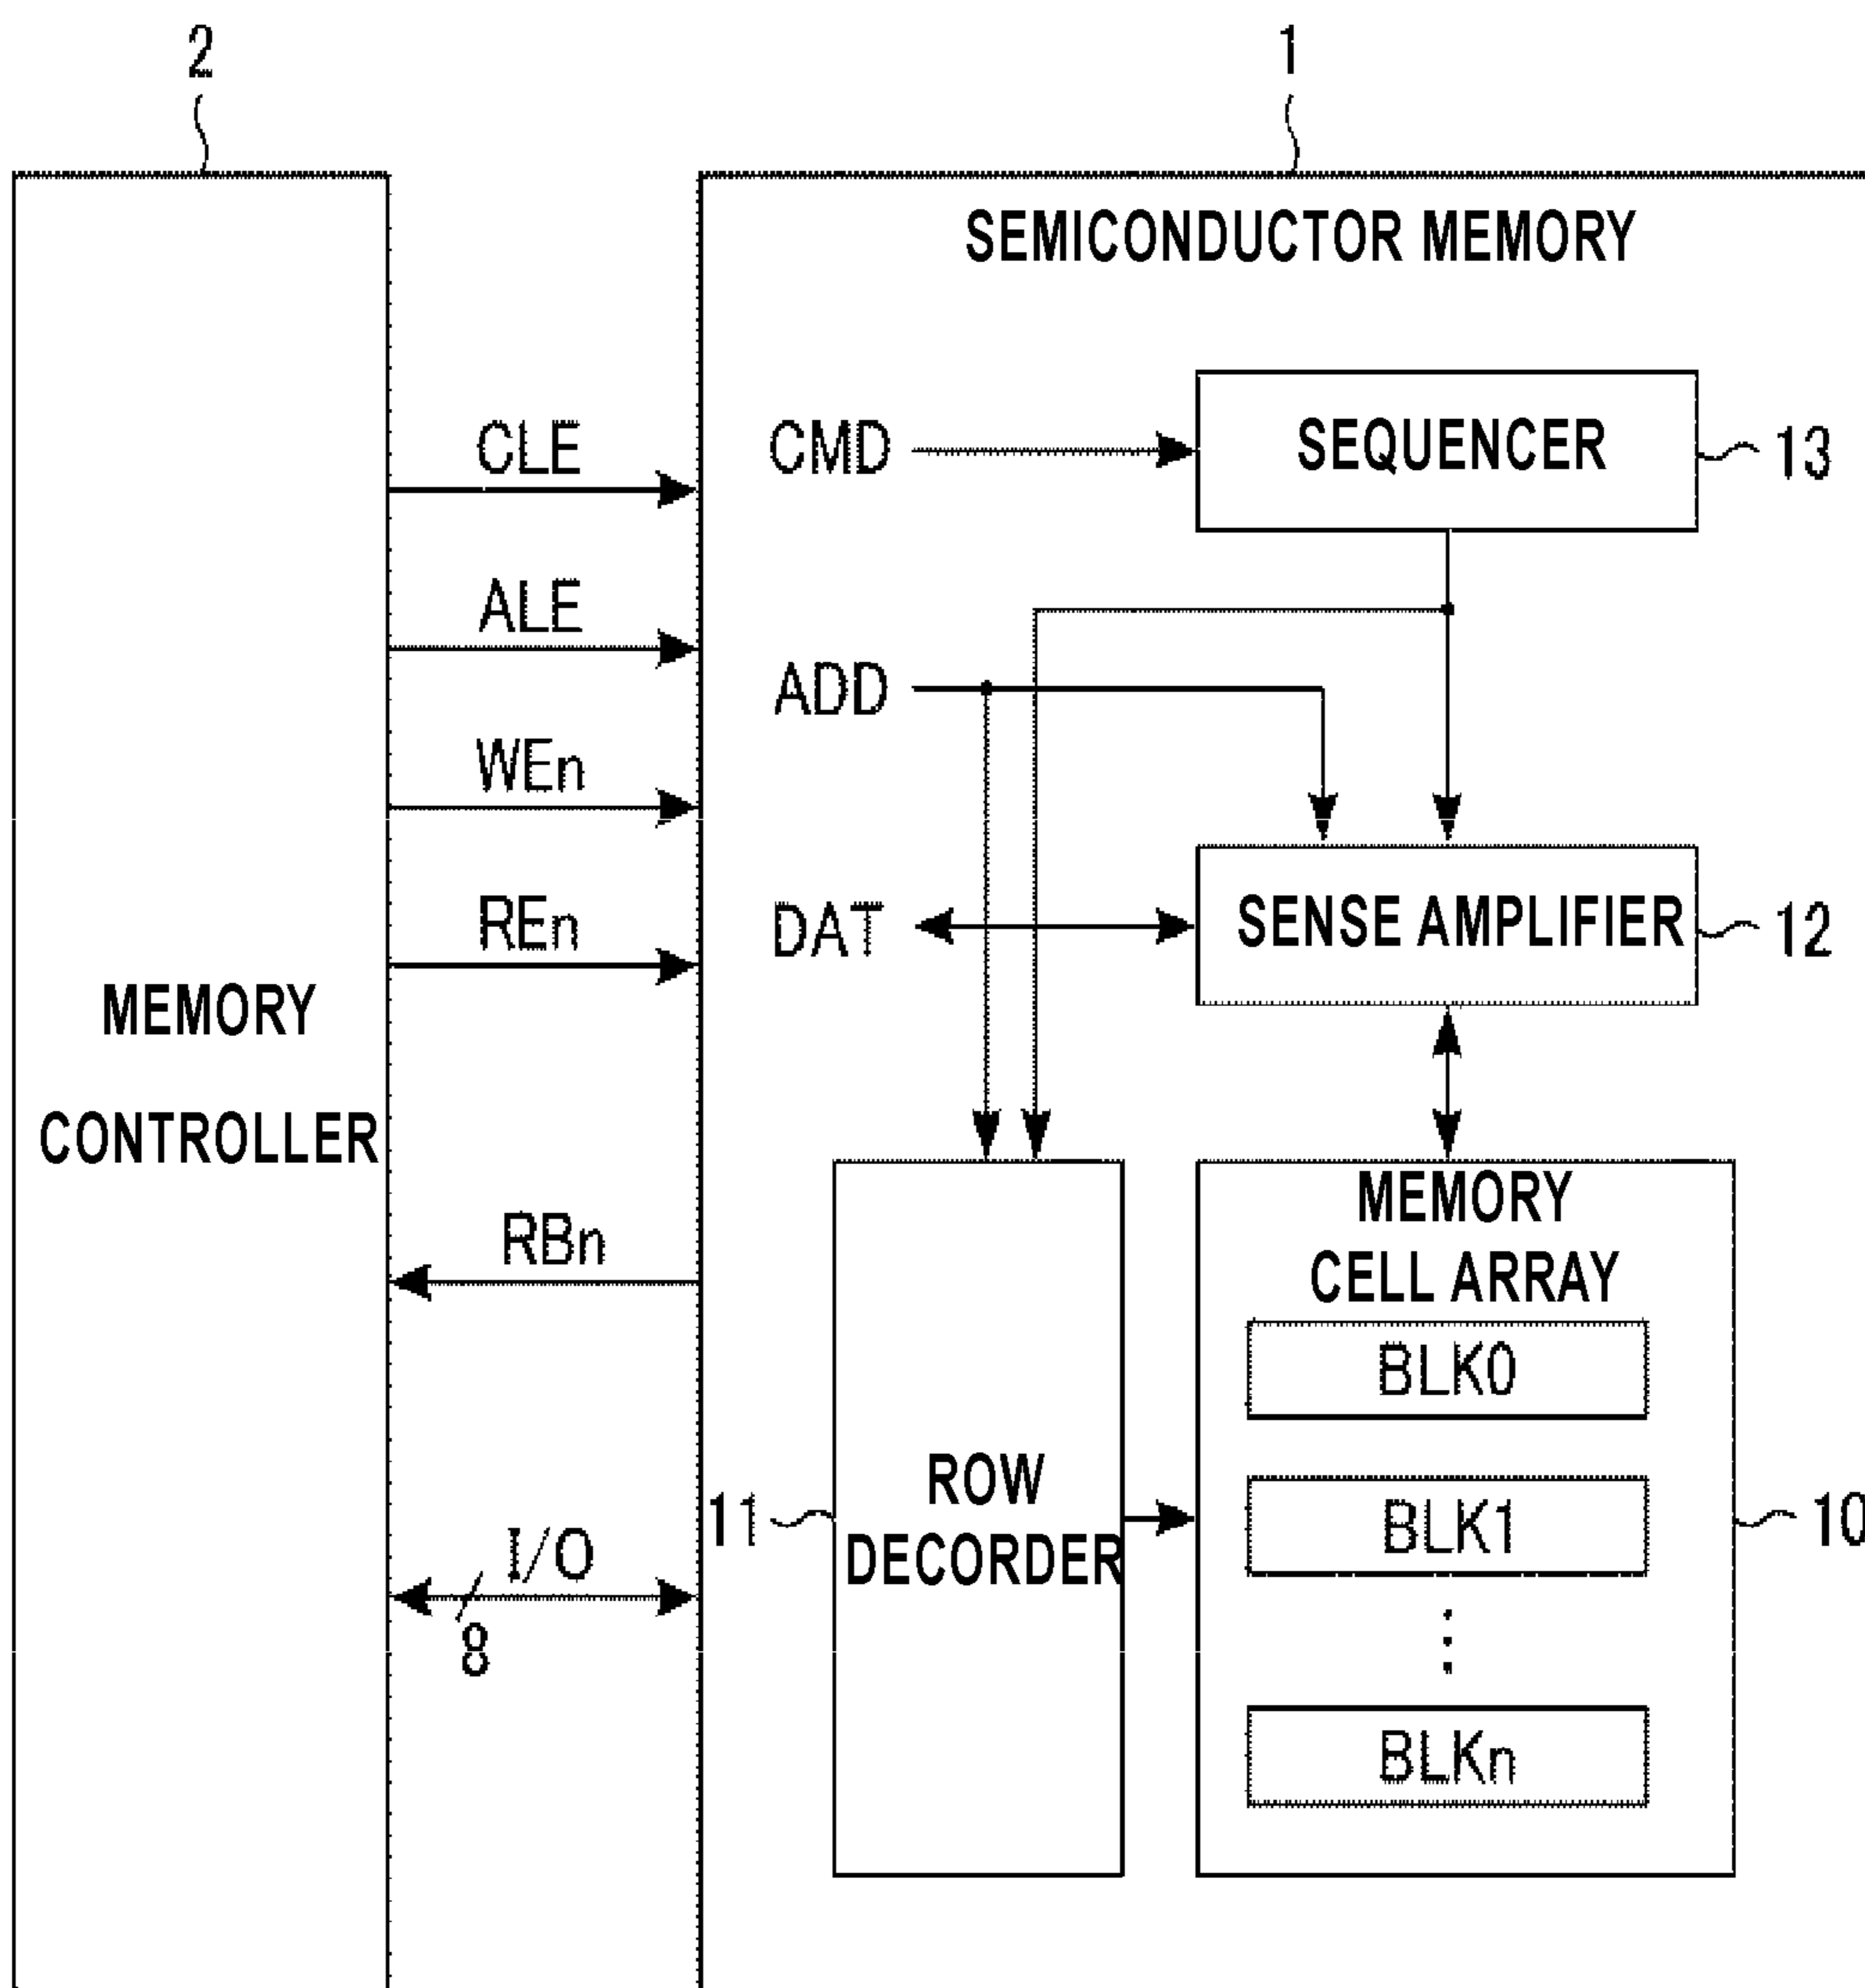 2
1
SEMICONDUCTOR MEMORY
CLE
CMD
SEQUENCER
13
ALE
ADD
WEn
REn
DAT
SENSE AMPLIFIER
12
MEMORY
CONTROLLER
RBn
MEMORY
CELL ARRAY
BLK0
ROW
DECORDER
11
BLK1
10
I/O
8
BLKn